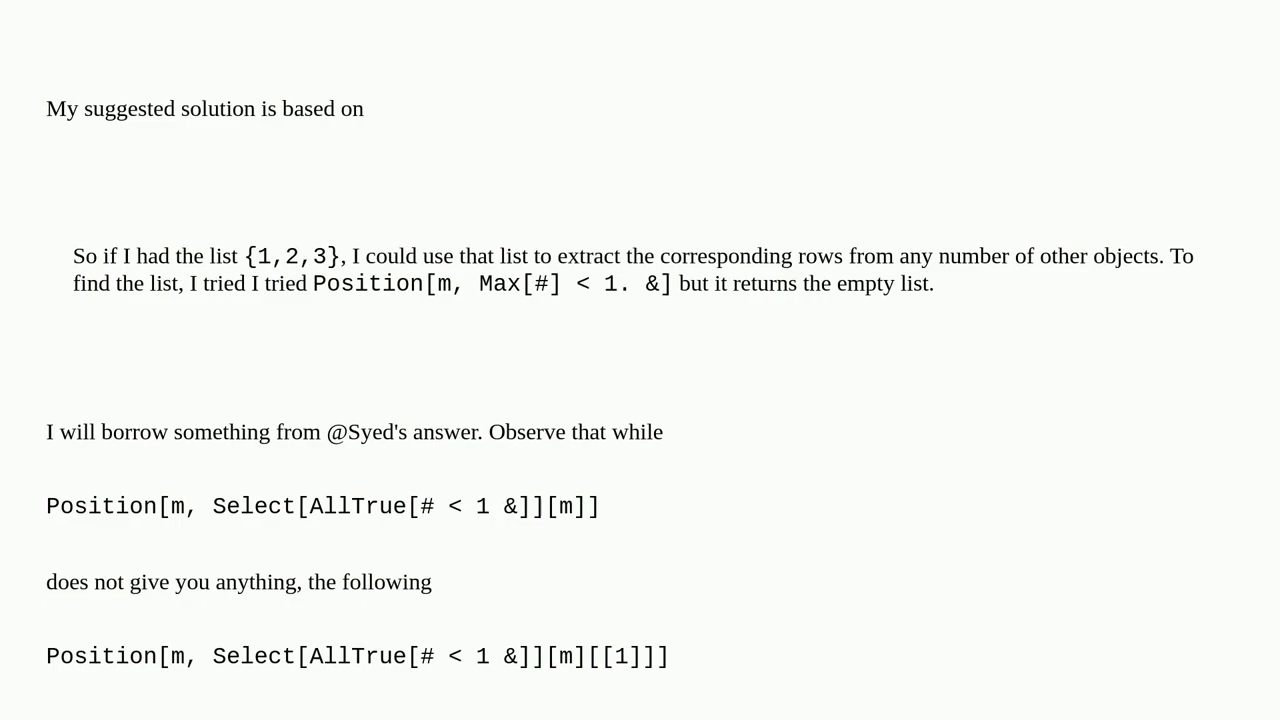 My suggested solution is based on
So if I had the list {1,2,3}, I could use that list to extract the corresponding rows from any number of other objects. To
find the list, I tried I tried Position[m, Max[#] < 1. &] but it returns the empty list.
I will borrow something from @Syed's answer. Observe that while
Position[m, Select[AllTrue[# < 1 &]][m]]
does not give you anything, the following
Position[m, Select[AllTrue[# < 1 &]][m][[1]]]